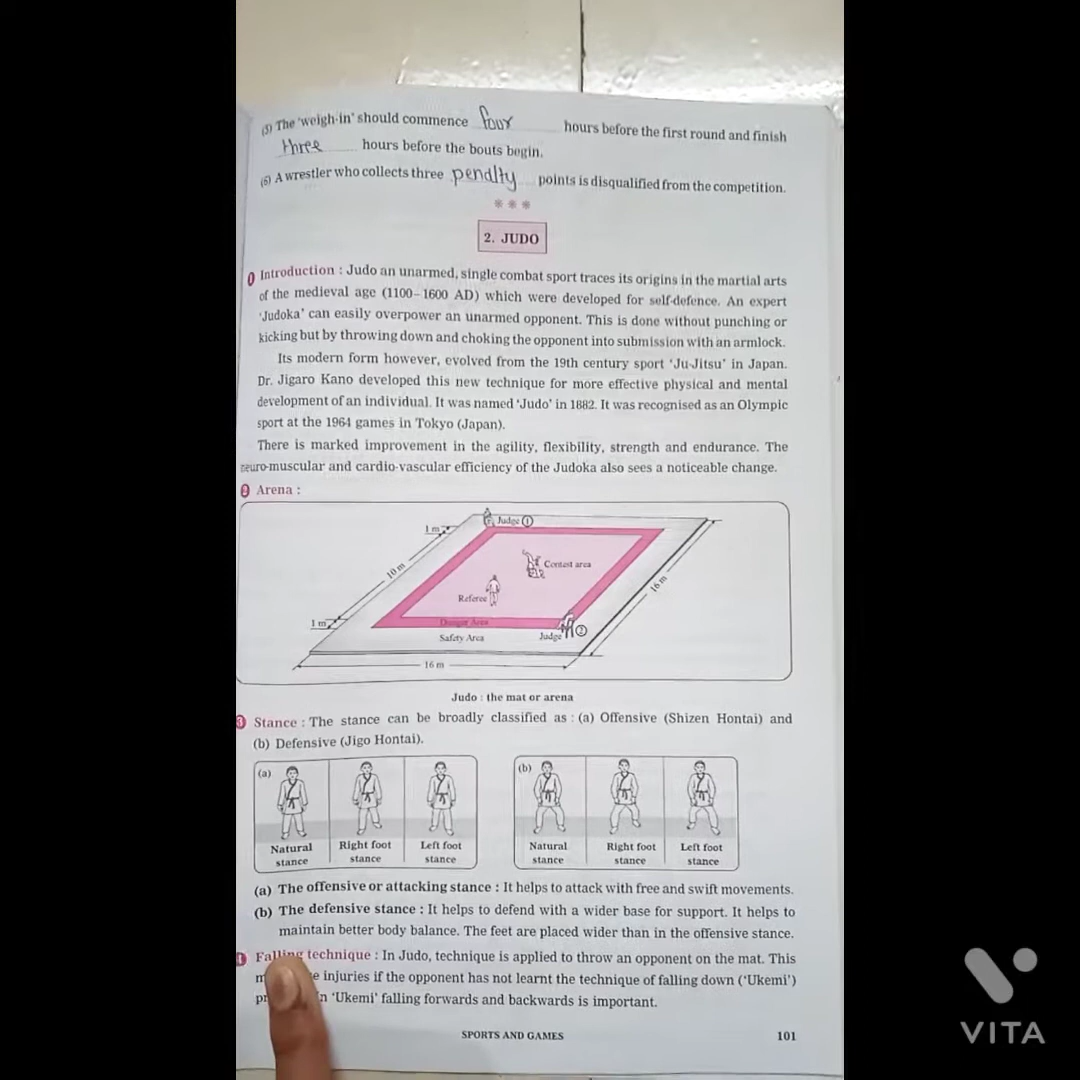 (5) The 'weigh-in' should commence four hours before the first round and finish
three hours before the bouts begin.
(6) A wrestler who collects three penalty points is disqualified from the competition.
***
2. JUDO
1 Introduction : Judo an unarmed, single combat sport traces its origins in the martial arts
of the medieval age (1100–1600 AD) which were developed for self-defence. An expert
'Judoka' can easily overpower an unarmed opponent. This is done without punching or
kicking but by throwing down and choking the opponent into submission with an armlock.
Its modern form however, evolved from the 19th century sport 'Ju-Jitsu' in Japan.
Dr. Jigaro Kano developed this new technique for more effective physical and mental
development of an individual. It was named 'Judo' in 1882. It was recognised as an Olympic
sport at the 1964 games in Tokyo (Japan).
There is marked improvement in the agility, flexibility, strength and endurance. The
neuro-muscular and cardio-vascular efficiency of the Judoka also sees a noticeable change.
2 Arena :
Judge 1
1 m
Contest area
10 m
16 m
Referee
1 m
Danger Area
Safety Area
Judge 2
16 m
Judo : the mat or arena
3 Stance : The stance can be broadly classified as : (a) Offensive (Shizen Hontai) and
(b) Defensive (Jigo Hontai).
(a)
Natural stance
Right foot stance
Left foot stance
(b)
Natural stance
Right foot stance
Left foot stance
(a) The offensive or attacking stance : It helps to attack with free and swift movements.
(b) The defensive stance : It helps to defend with a wider base for support. It helps to
maintain better body balance. The feet are placed wider than in the offensive stance.
Falling technique : In Judo, technique is applied to throw an opponent on the mat. This
injuries if the opponent has not learnt the technique of falling down ('Ukemi')
'Ukemi' falling forwards and backwards is important.
SPORTS AND GAMES 101
VITA